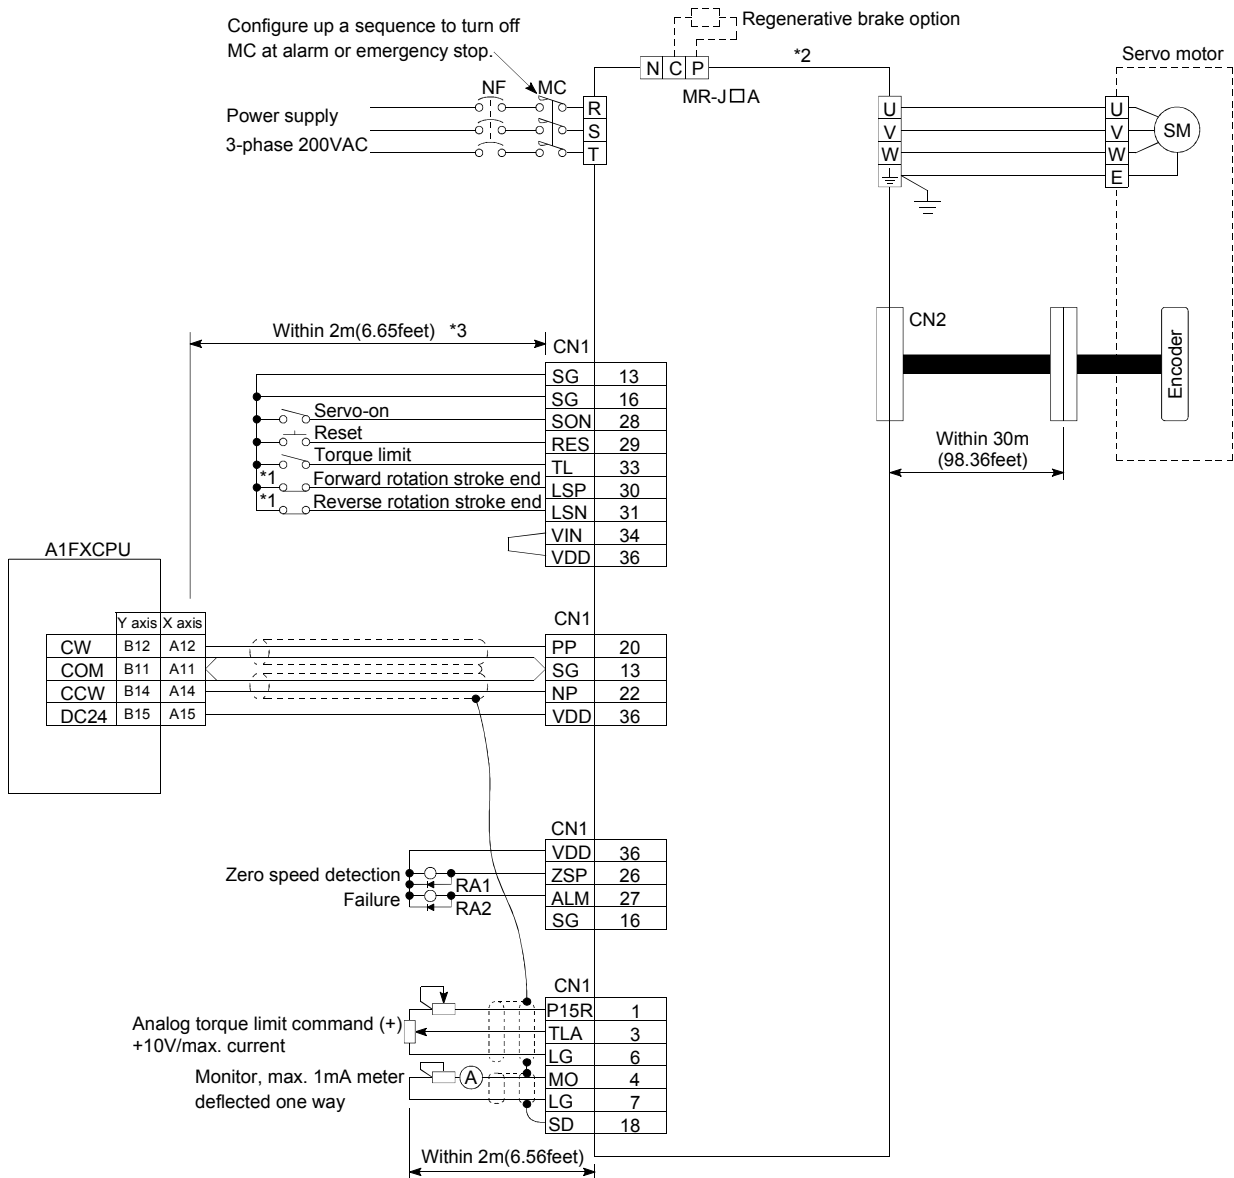 Configure up a sequence to turn off
MC at alarm or emergency stop.
Regenerative brake option
*2
Servo motor
N C P
MR-J□A
NF MC
Power supply
3-phase 200VAC
R
S
T
U
V
W
U
V
W
E
SM
CN2
Encoder
Within 30m
(98.36feet)
Within 2m(6.65feet) *3
CN1
SG 13
SG 16
Servo-on SON 28
Reset RES 29
Torque limit TL 33
*1 Forward rotation stroke end LSP 30
*1 Reverse rotation stroke end LSN 31
VIN 34
VDD 36
A1FXCPU
Y axis X axis
CW B12 A12
COM B11 A11
CCW B14 A14
DC24 B15 A15
CN1
PP 20
SG 13
NP 22
VDD 36
CN1
VDD 36
Zero speed detection RA1 ZSP 26
Failure RA2 ALM 27
SG 16
CN1
P15R 1
Analog torque limit command (+)
+10V/max. current
TLA 3
LG 6
Monitor, max. 1mA meter
deflected one way
A
MO 4
LG 7
SD 18
Within 2m(6.56feet)